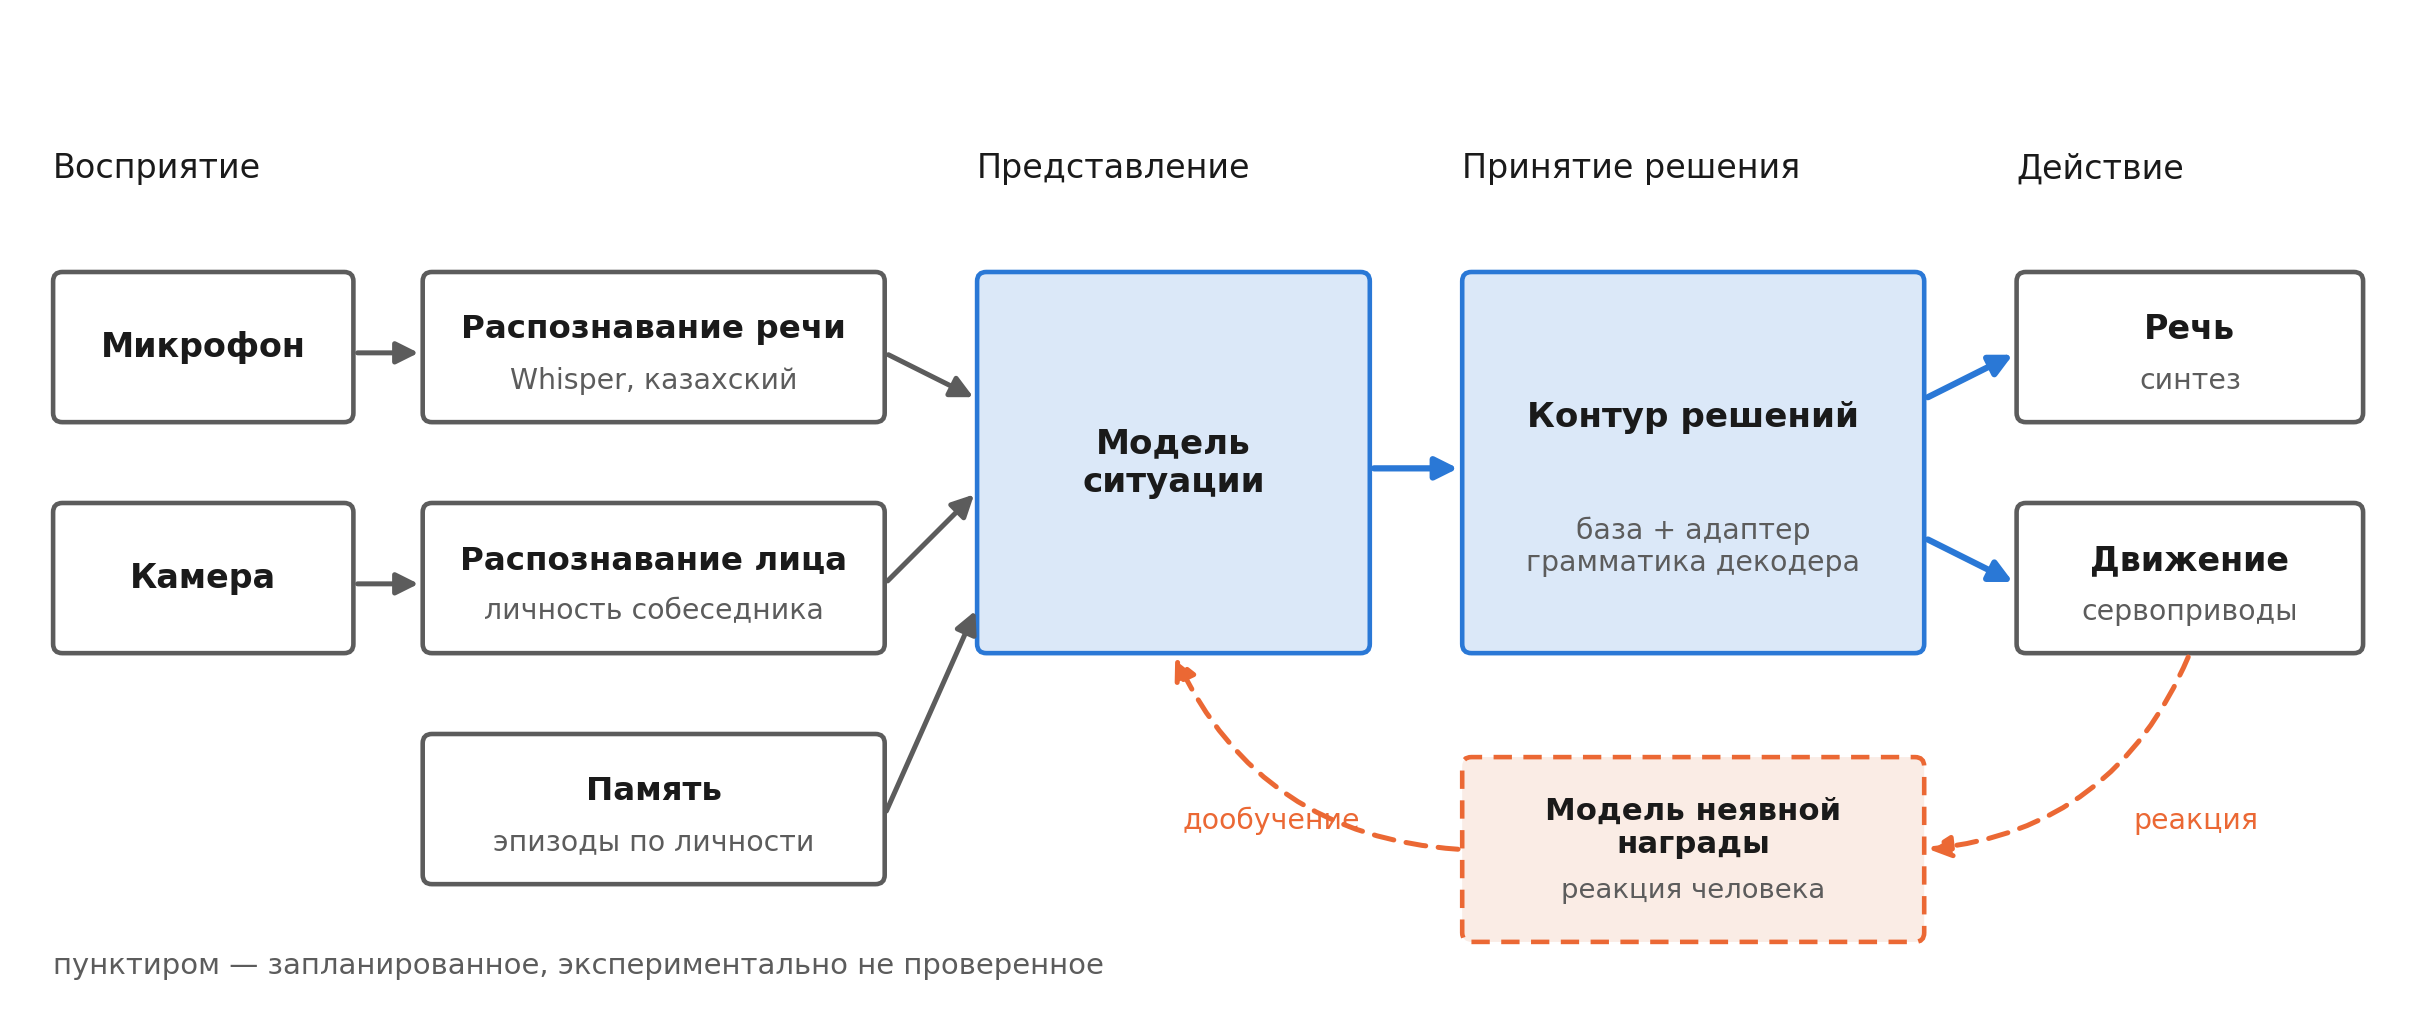 Восприятие
Представление
Принятие решения
Действие
Микрофон
Распознавание речи
Whisper, казахский
Камера
Распознавание лица
личность собеседника
Память
эпизоды по личности
Модель
ситуации
Контур решений
база + адаптер
грамматика декодера
Речь
синтез
Движение
сервоприводы
дообучение
Модель неявной
награды
реакция человека
реакция
пунктиром — запланированное, экспериментально не проверенное